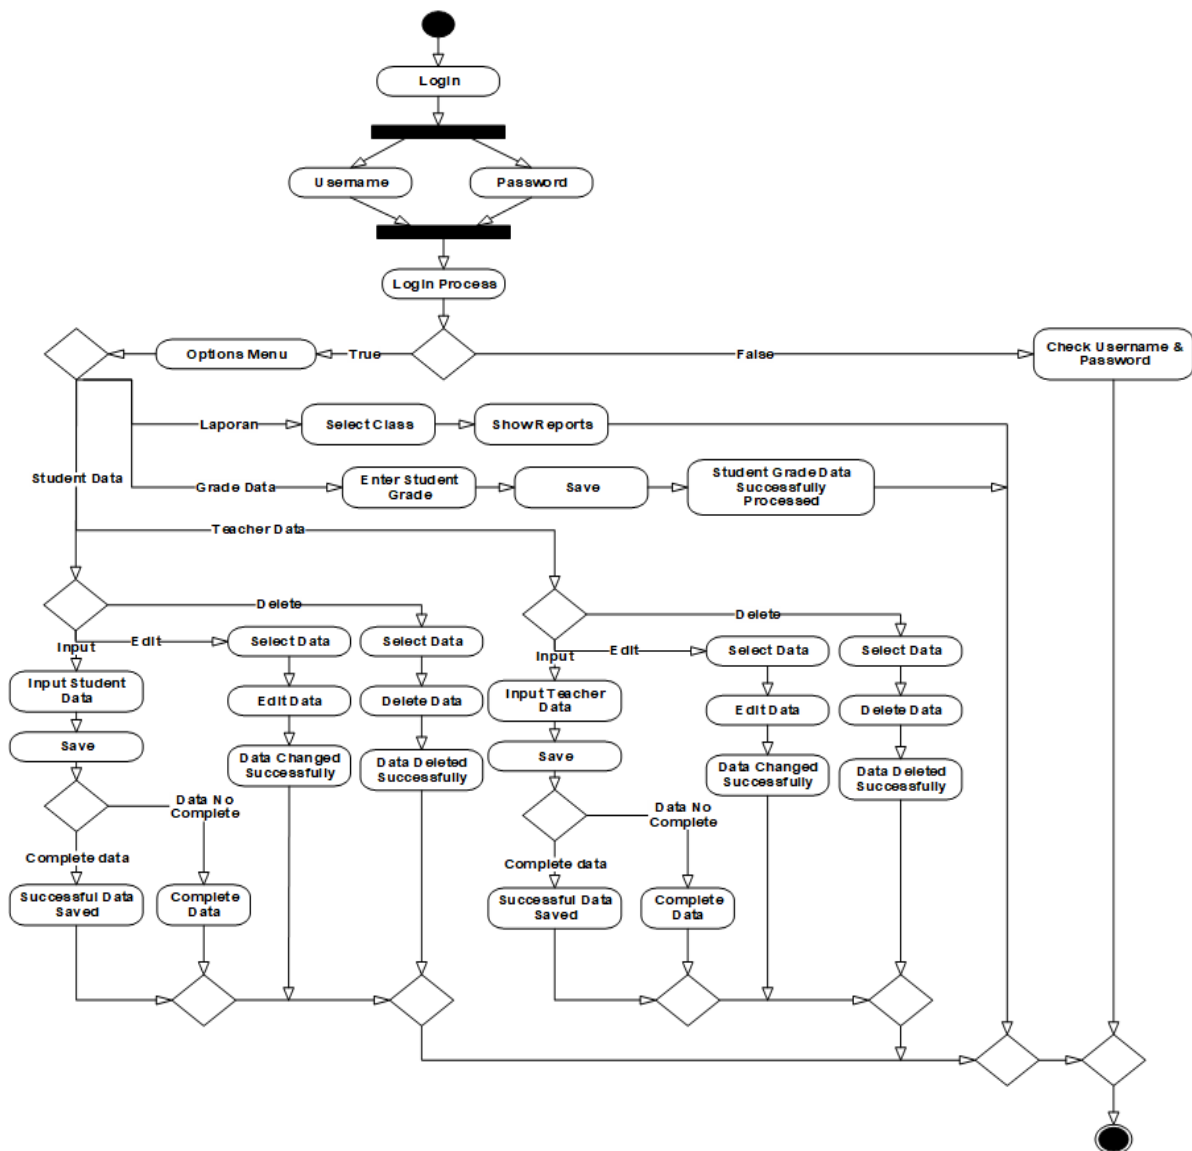 Login
Username
Password
Login Process
Options Menu
True
False
Check Username &
Password
Laporan
Select Class
Show Reports
Student Data
Grade Data
Enter Student
Grade
Save
Student Grade Data
Successfully
Processed
Teacher Data
Delete
Input
Edit
Select Data
Select Data
Input Student
Data
Edit Data
Delete Data
Save
Data Changed
Successfully
Data Deleted
Successfully
Data No
Complete
Complete data
Successful Data
Saved
Complete
Data
Delete
Input
Edit
Select Data
Select Data
Input Teacher
Data
Edit Data
Delete Data
Save
Data Changed
Successfully
Data Deleted
Successfully
Data No
Complete
Complete data
Successful Data
Saved
Complete
Data